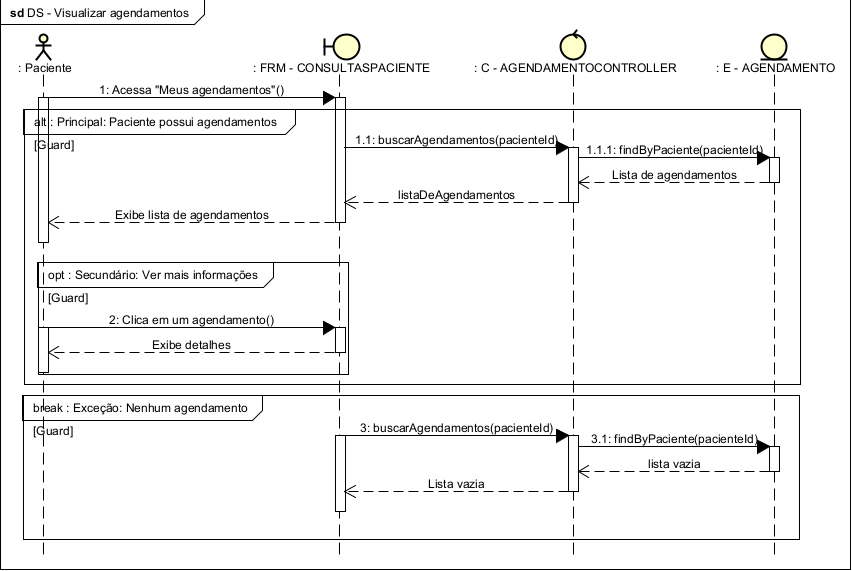 sd DS - Visualizar agendamentos
: Paciente
: FRM - CONSULTASPACIENTE
: C - AGENDAMENTOCONTROLLER
: E - AGENDAMENTO
1: Acessa "Meus agendamentos"()
alt : Principal: Paciente possui agendamentos
[Guard]
1.1: buscarAgendamentos(pacienteId)
1.1.1: findByPaciente(pacienteId)
Lista de agendamentos
listaDeAgendamentos
Exibe lista de agendamentos
opt : Secundário: Ver mais informações
[Guard]
2: Clica em um agendamento()
Exibe detalhes
break : Exceção: Nenhum agendamento
[Guard]
3: buscarAgendamentos(pacienteId)
3.1: findByPaciente(pacienteId)
lista vazia
Lista vazia